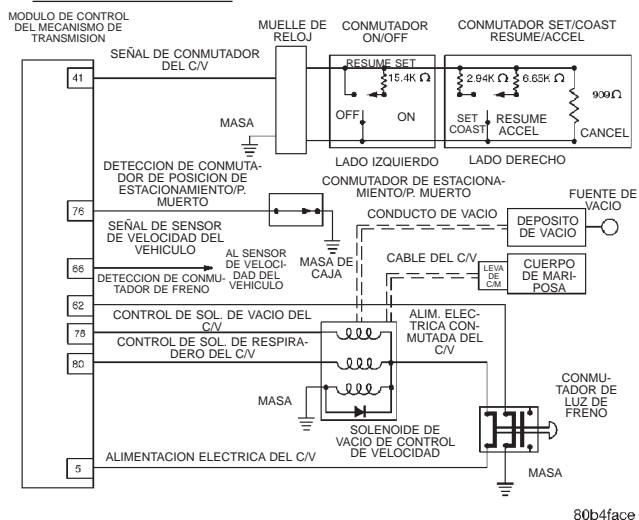 MODULO DE CONTROL
DEL MECANISMO DE
TRANSMISION
MUELLE DE
RELOJ
CONMUTADOR
ON/OFF
CONMUTADOR SET/COAST
RESUME/ACCEL
SEÑAL DE CONMUTADOR
DEL C/V
41
RESUME SET
15.4K Ω
2.94K Ω
6.65K Ω
909Ω
OFF
ON
SET
COAST
RESUME
ACCEL
CANCEL
MASA
LADO IZQUIERDO
LADO DERECHO
DETECCION DE CONMUTA-
DOR DE POSICION DE
ESTACIONAMIENTO/P.
MUERTO
76
CONMUTADOR DE ESTACIONA-
MIENTO/P. MUERTO
MASA DE
CAJA
CONDUCTO DE VACIO
DEPOSITO
DE VACIO
FUENTE DE
VACIO
SEÑAL DE SENSOR
DE VELOCIDAD DEL
VEHICULO
66
AL SENSOR
DE VELOCI-
DAD DEL
VEHICULO
CABLE DEL C/V
LEVA
DE
C/M
CUERPO
DE MARI-
POSA
DETECCION DE CONMU-
TADOR DE FRENO
62
CONTROL DE SOL. DE VACIO DEL
C/V
78
CONTROL DE SOL. DE RESPIRA-
DERO DEL C/V
80
ALIM. ELEC-
TRICA CON-
MUTADA DEL
C/V
MASA
SOLENOIDE DE
VACIO DE CONTROL
DE VELOCIDAD
CONMU-
TADOR DE
LUZ DE
FRENO
ALIMENTACION ELECTRICA DEL C/V
5
MASA
80b4face